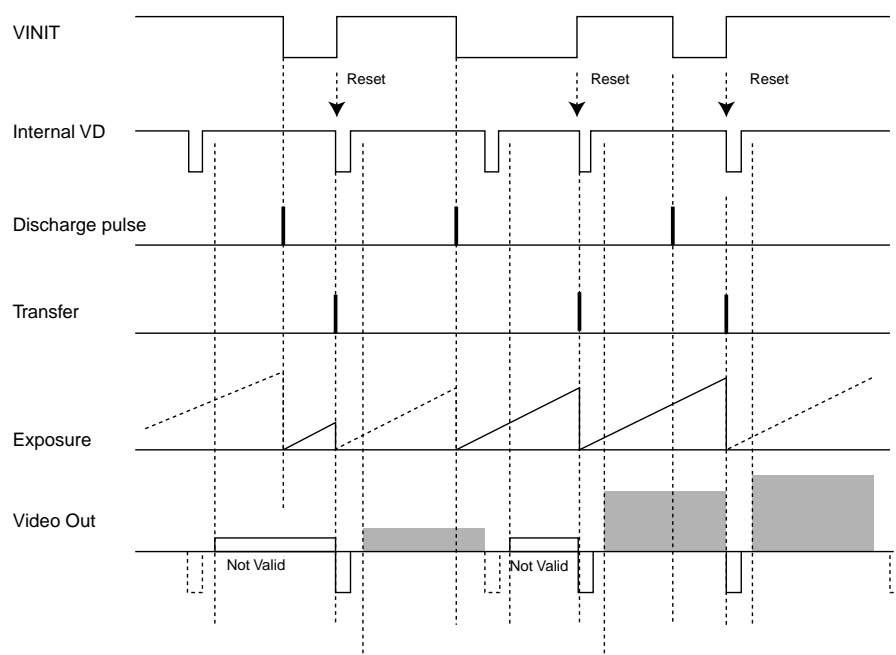 VINIT
Reset
Reset
Reset
Internal VD
Discharge pulse
Transfer
Exposure
Video Out
Not Valid
Not Valid